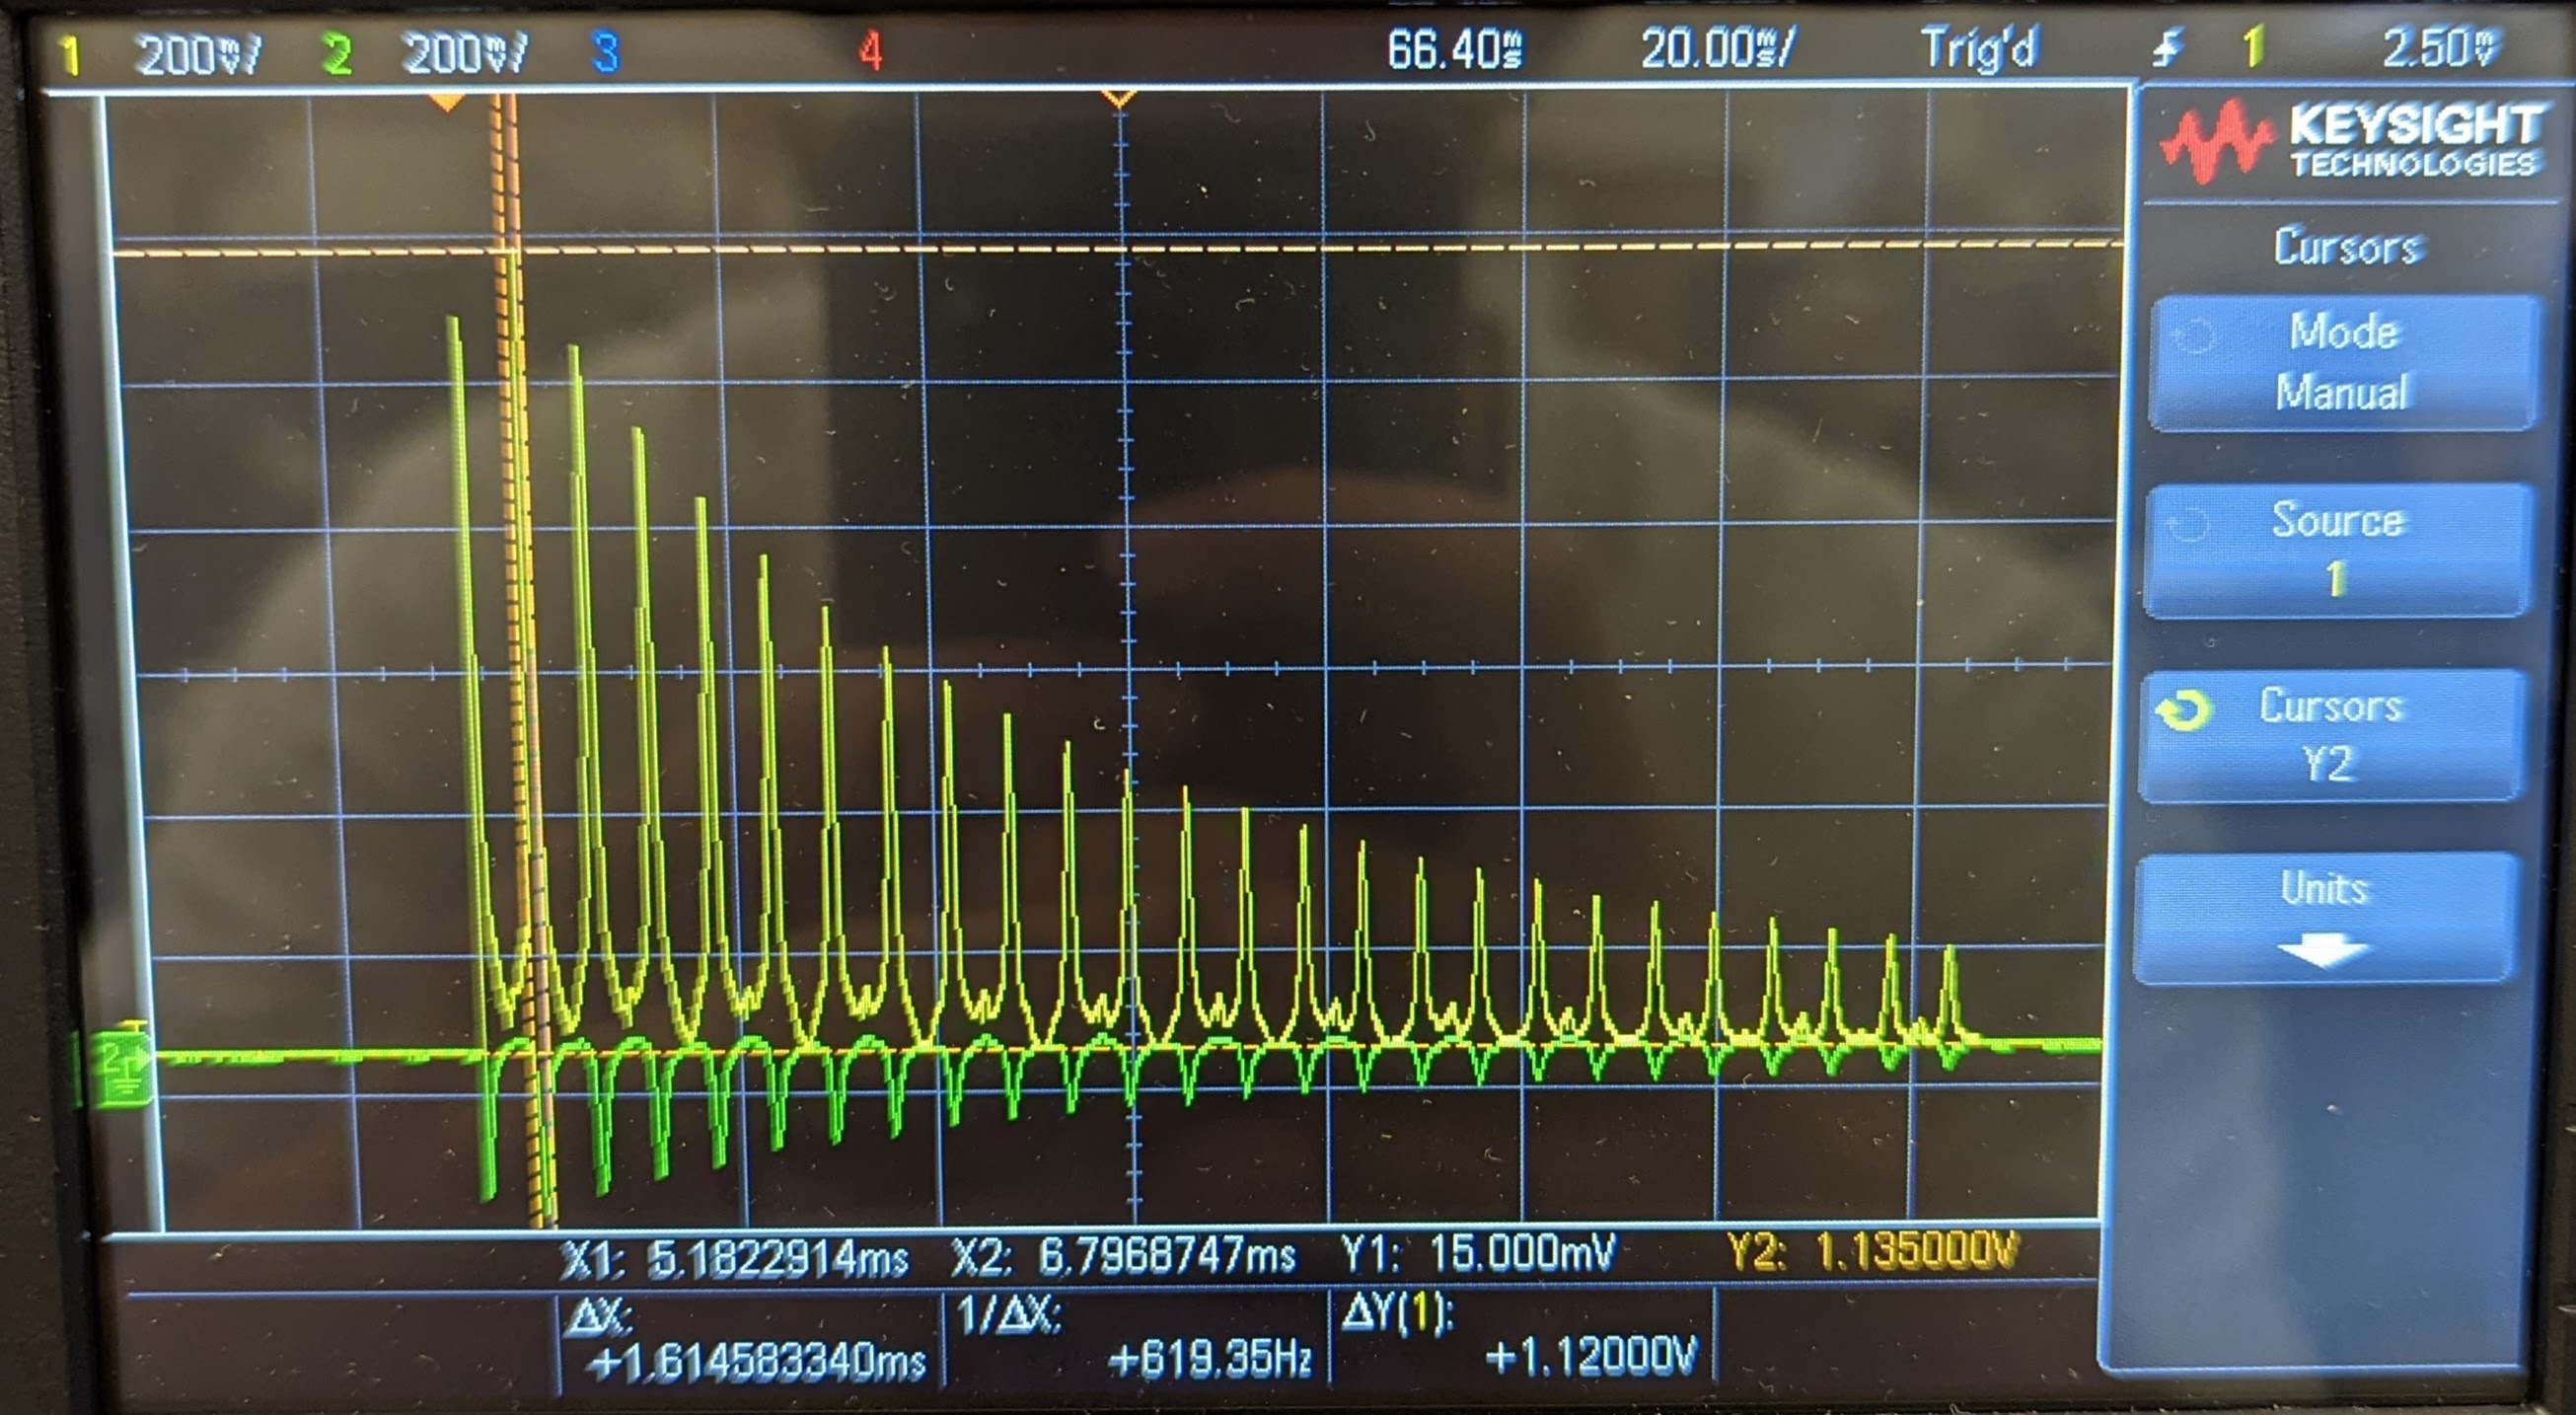 1 200mV/ 2 200mV/ 3 4 66.40ms 20.00ms/ Trig'd 1 2.50mV
KEYSIGHT
TECHNOLOGIES
Cursors
Mode
Manual
Source
1
Cursors
Y2
Units
2
X1: 5.1822914ms X2: 6.7968747ms Y1: 15.000mV Y2: 1.135000V
ΔX: 1/ΔX: ΔY(1):
+1.614583340ms +619.35Hz +1.12000V